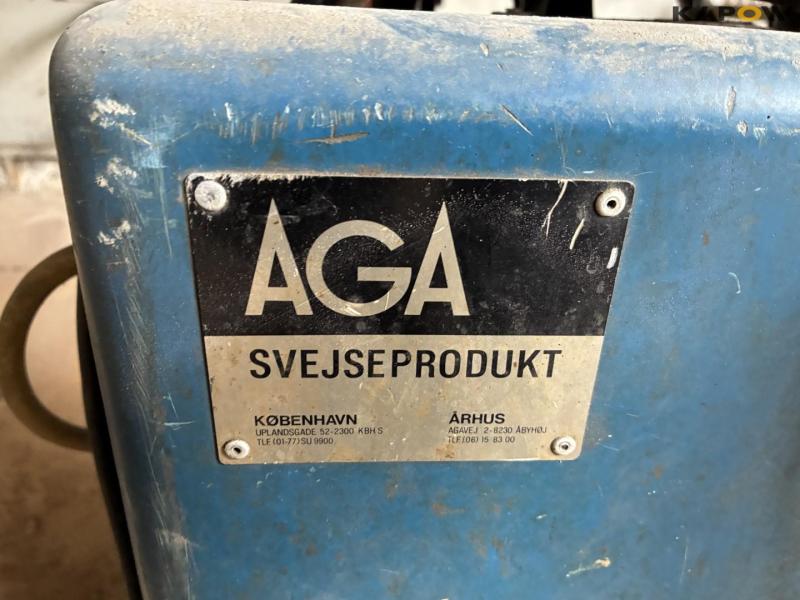 KAPOW
AGA
SVEJSEPRODUKT
KØBENHAVN
UPLANDSGADE 52-2300 KBH S
TLF (01-77) SU 9900
ÅRHUS
AGAVEJ 2-8230 ÅBYHØJ
TLF (06) 15 83 00